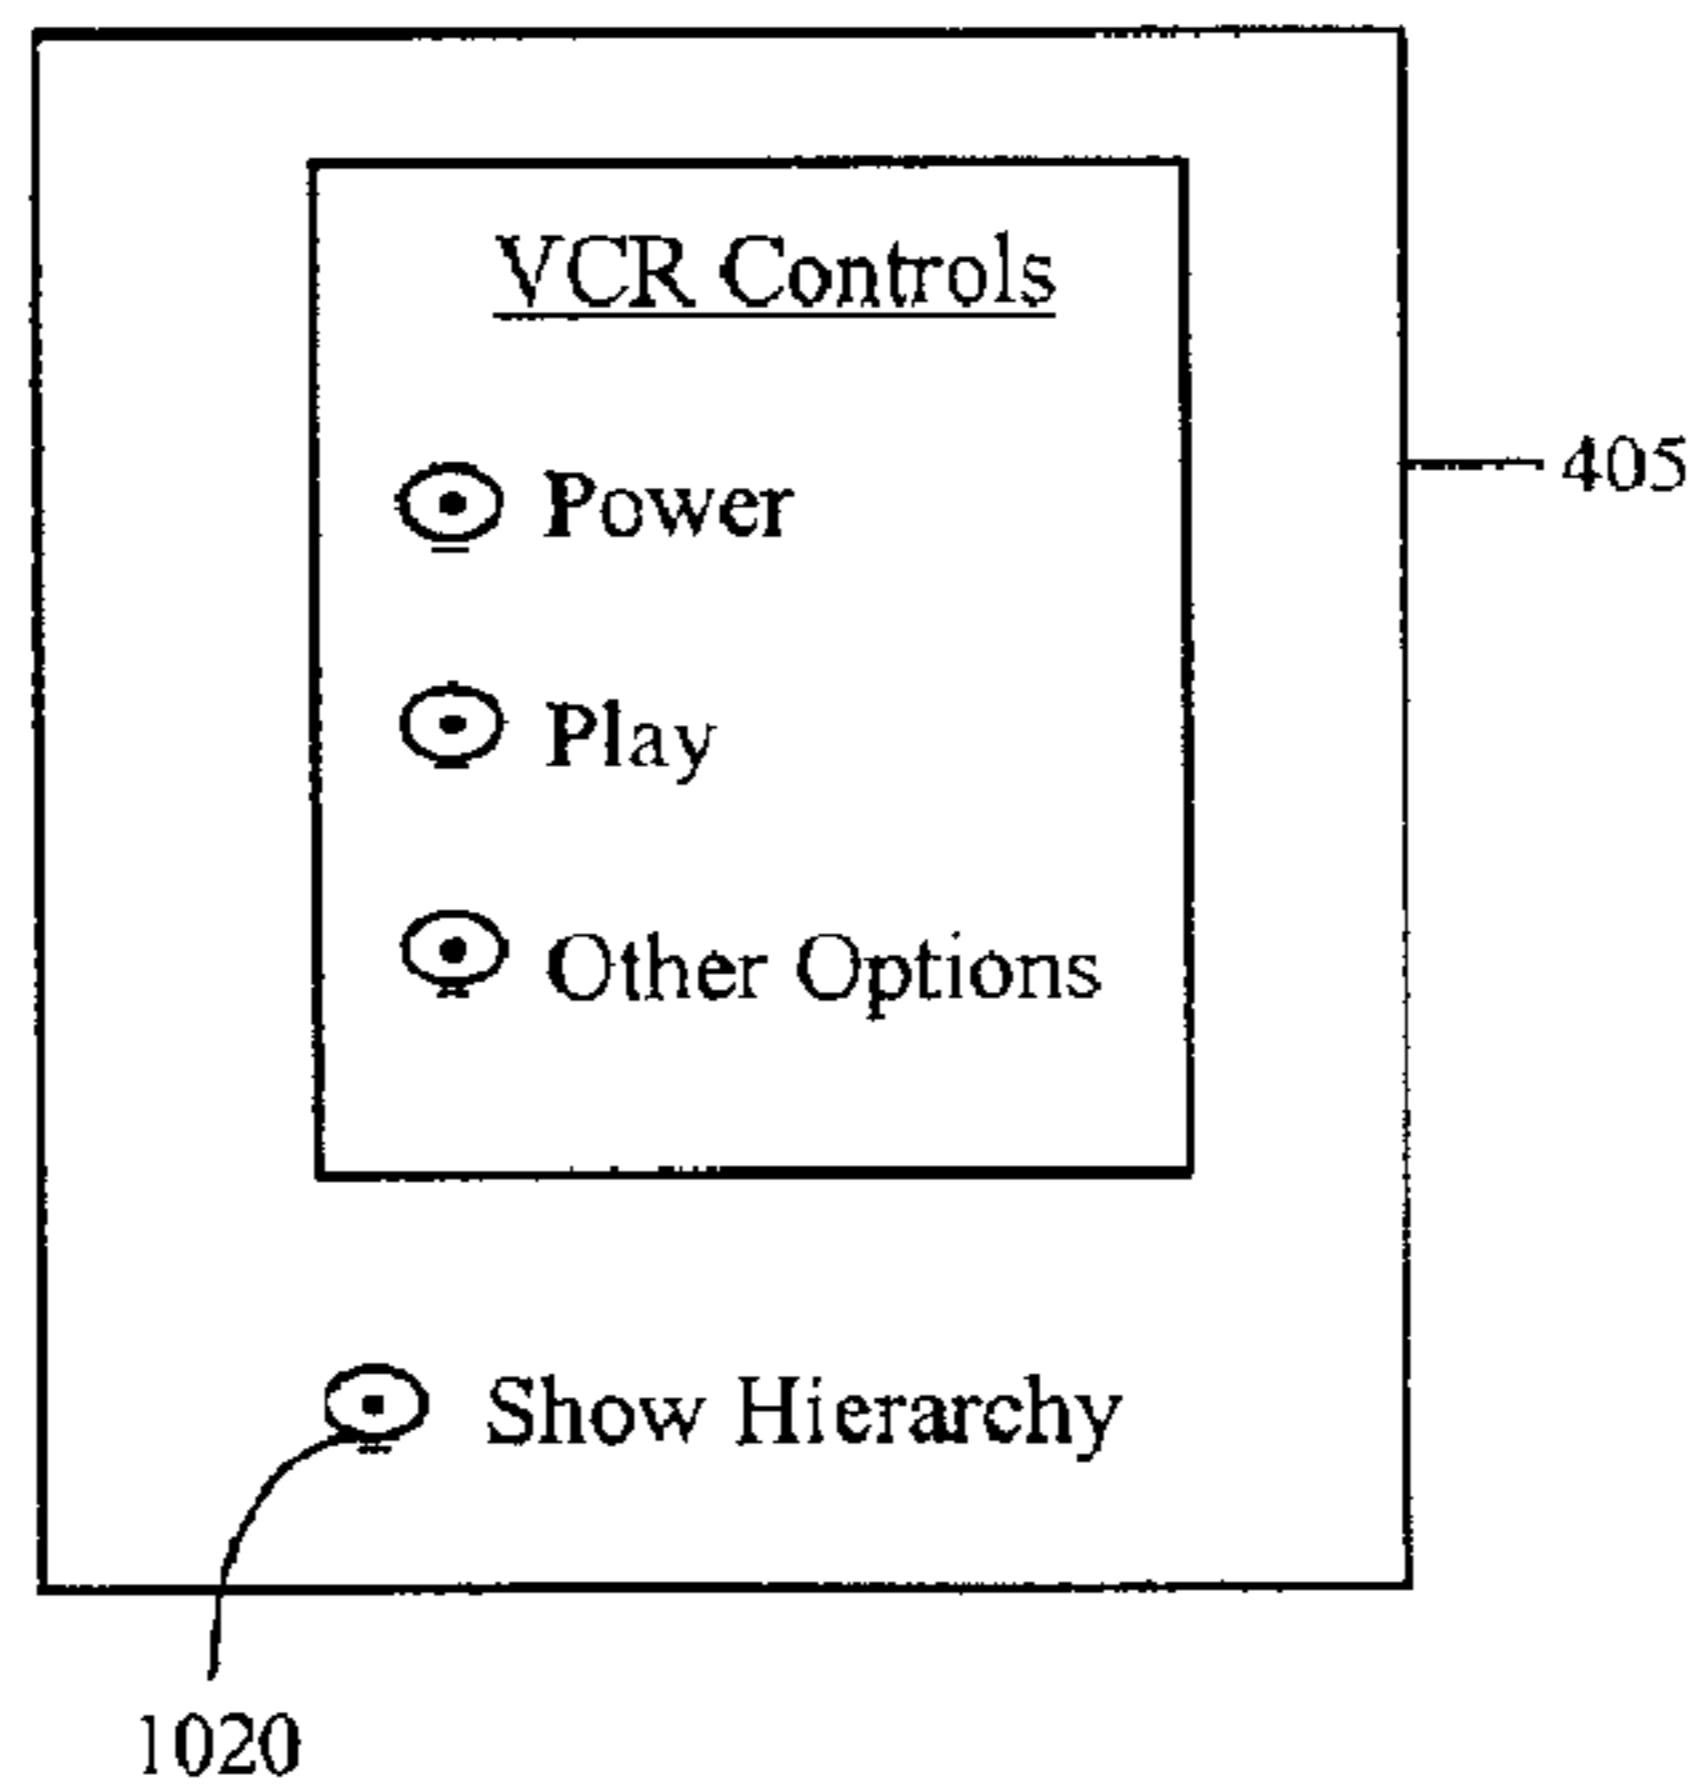 VCR Controls
Power
405
Play
Other Options
Show Hierarchy
1020